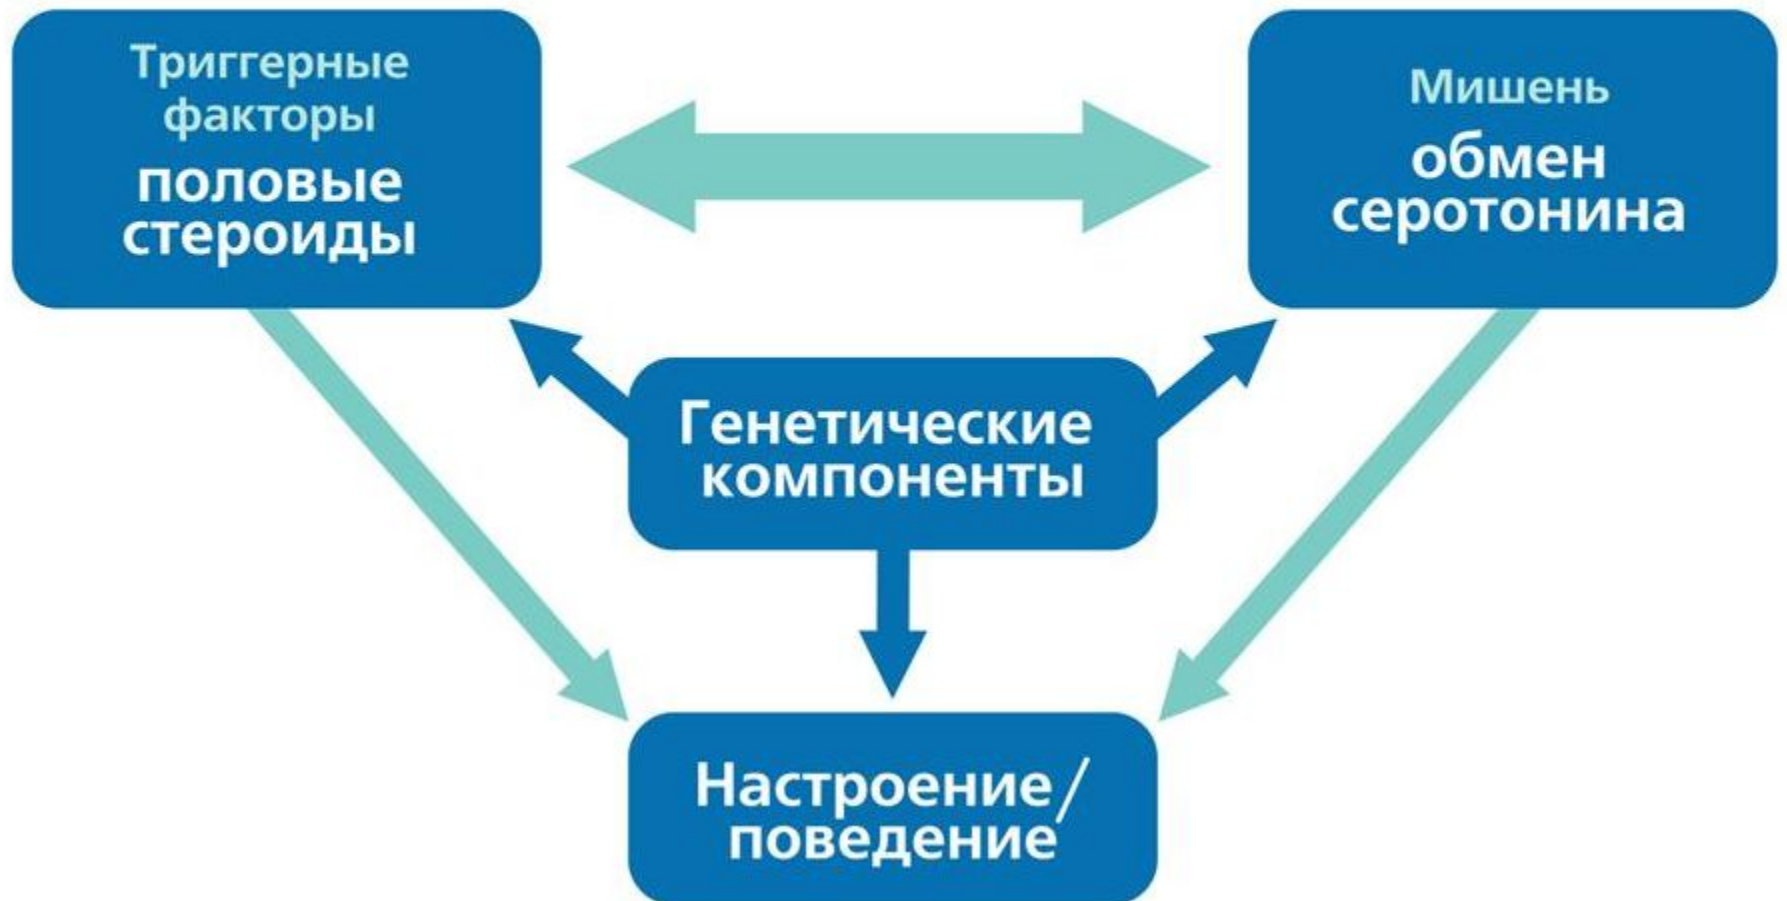 Триггерные
факторы
половые
стероиды
Мишень
обмен
серотонина
Генетические
компоненты
Настроение/
поведение